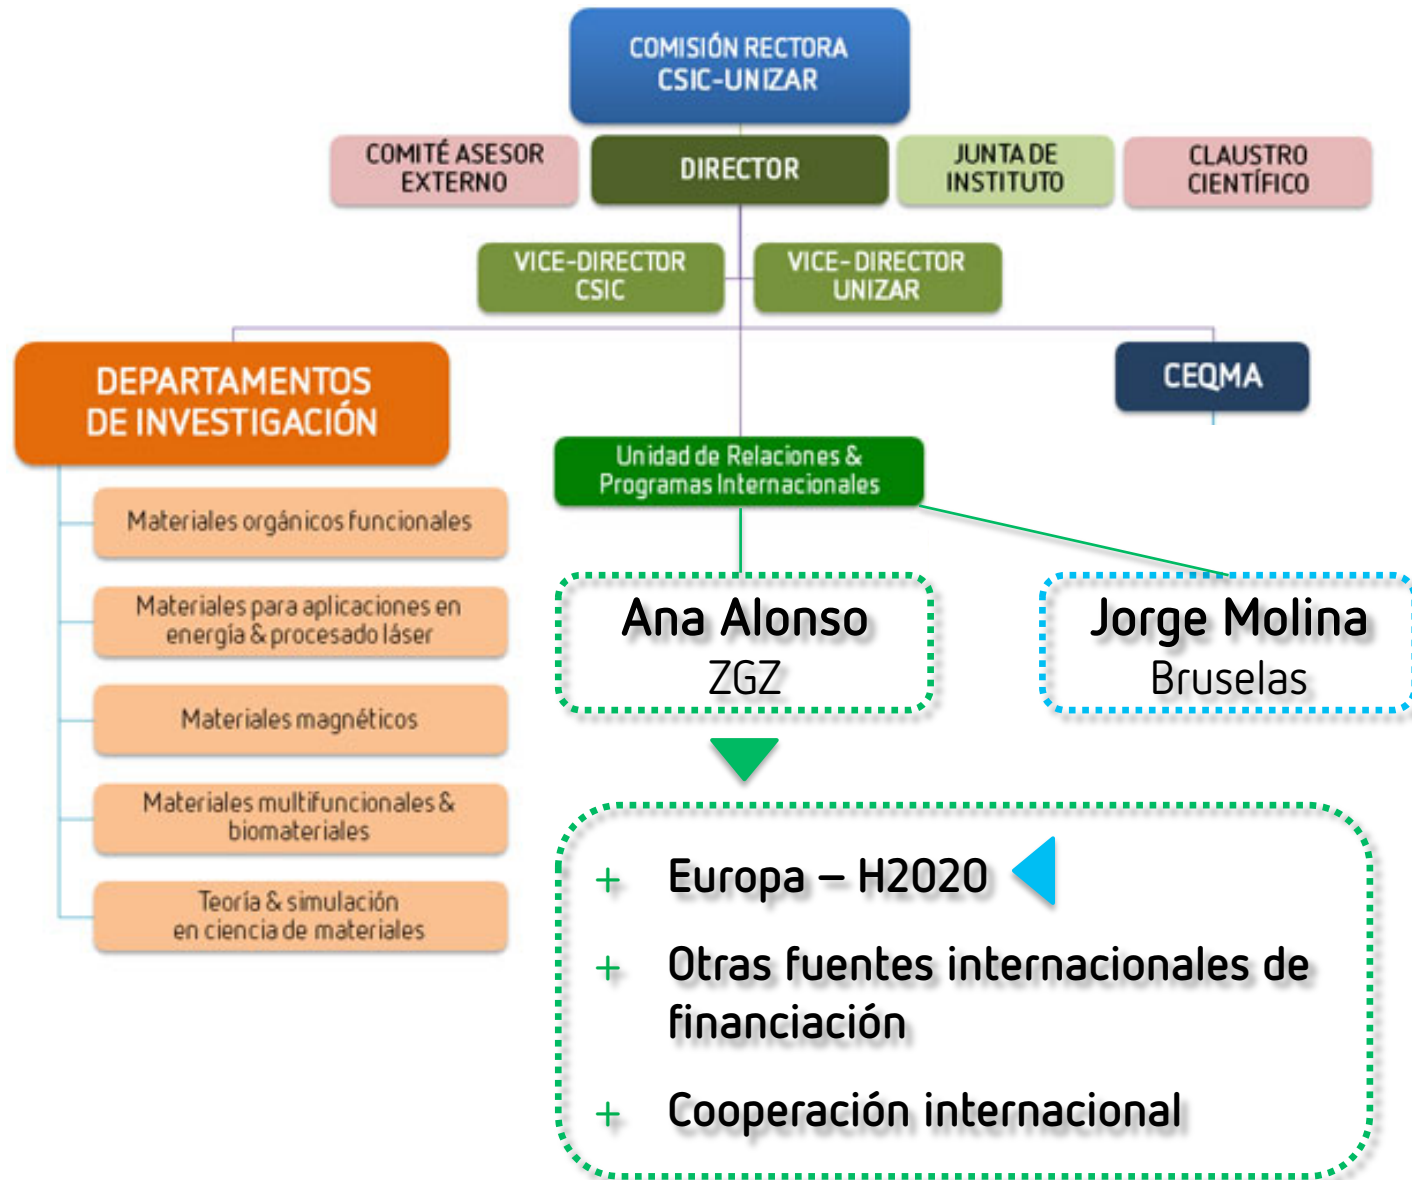 COMISIÓN RECTORA
CSIC-UNIZAR
COMITÉ ASESOR
EXTERNO
DIRECTOR
JUNTA DE
INSTITUTO
CLAUSTRO
CIENTÍFICO
VICE-DIRECTOR
CSIC
VICE- DIRECTOR
UNIZAR
DEPARTAMENTOS
DE INVESTIGACIÓN
CEQMA
Materiales orgánicos funcionales
Materiales para aplicaciones en
energía & procesado láser
Materiales magnéticos
Materiales multifuncionales &
biomateriales
Teoría & simulación
en ciencia de materiales
Unidad de Relaciones &
Programas Internacionales
Ana Alonso
ZGZ
Jorge Molina
Bruselas
+ Europa – H2020
+ Otras fuentes internacionales de
financiación
+ Cooperación internacional